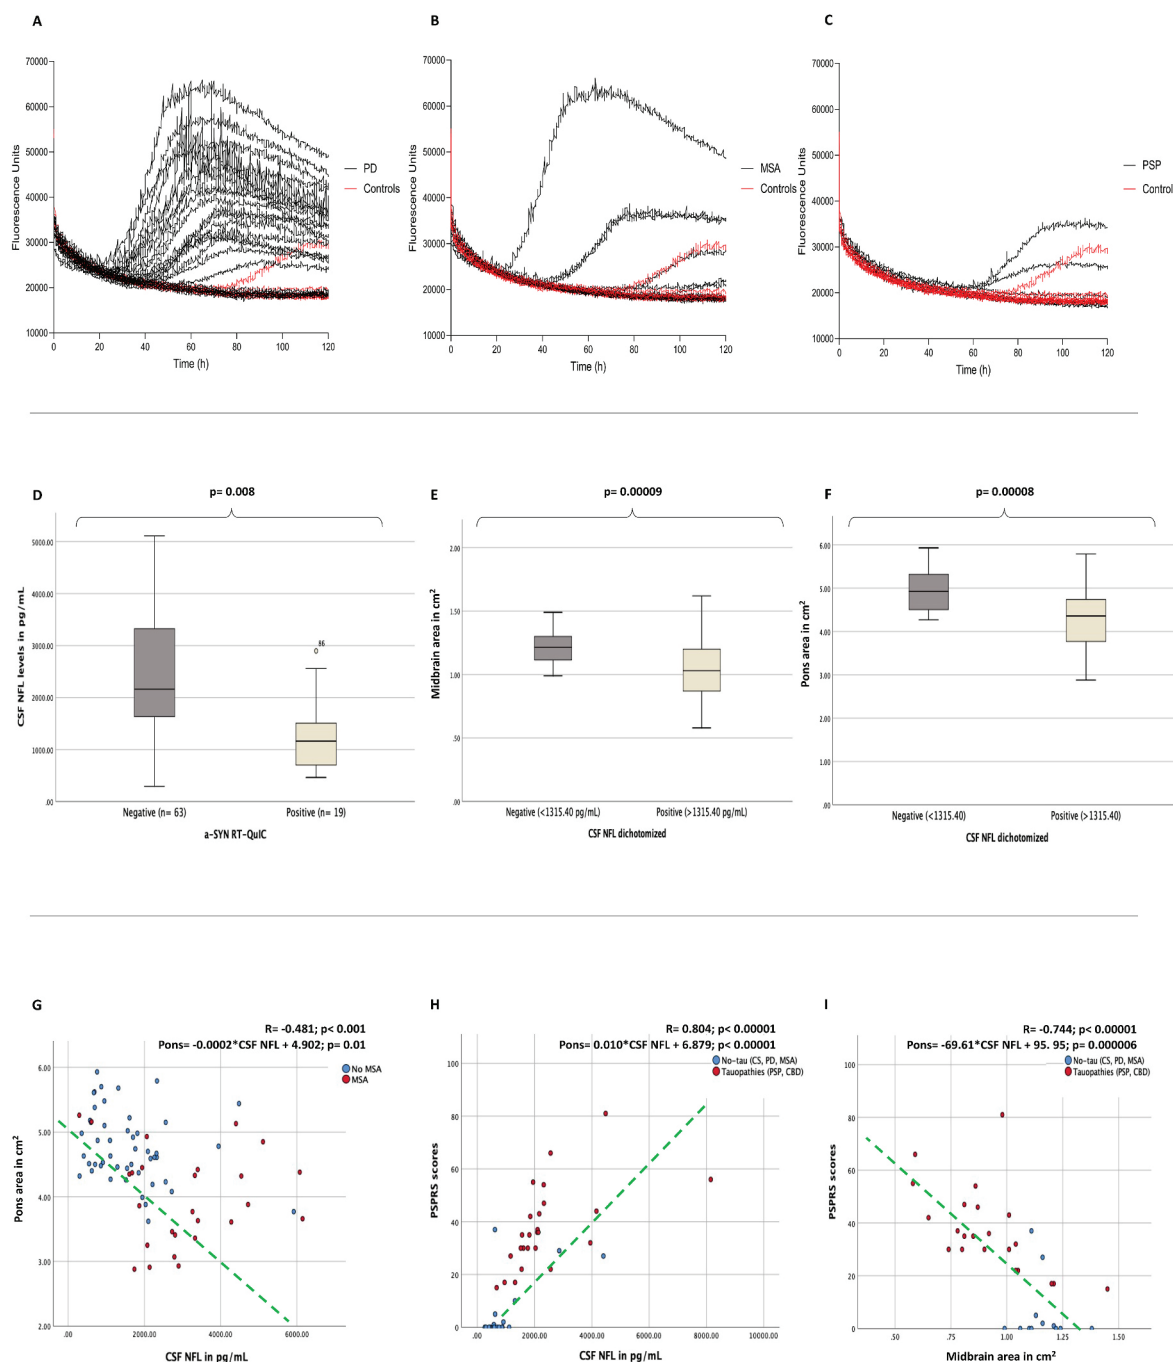 A
B
C
70000
60000
50000
40000
30000
20000
10000
Fluorescence Units
0 20 40 60 80 100 120
Time (h)
PD
Controls
70000
60000
50000
40000
30000
20000
10000
Fluorescence Units
0 20 40 60 80 100 120
Time (h)
MSA
Controls
70000
60000
50000
40000
30000
20000
10000
Fluorescence Units
0 20 40 60 80 100 120
Time (h)
PSP
Control
D
p= 0.008
5000.00
4000.00
3000.00
2000.00
1000.00
.00
CSF NFL levels in pg/mL
86
Negative (n= 63) Positive (n= 19)
a-SYN RT-QuIC
E
p= 0.00009
2.00
1.50
1.00
.50
.00
Midbrain area in cm²
Negative (<1315.40 pg/mL) Positive (>1315.40 pg/mL)
CSF NFL dichotomized
F
p= 0.00008
6.00
5.00
4.00
3.00
2.00
1.00
.00
Pons area in cm²
Negative (<1315.40) Positive (>1315.40)
CSF NFL dichotomized
G
R= -0.481; p< 0.001
Pons= -0.0002*CSF NFL + 4.902; p= 0.01
No MSA
MSA
6.00
5.00
4.00
3.00
2.00
Pons area in cm²
.00 2000.00 4000.00 6000.00
CSF NFL in pg/mL
H
R= 0.804; p< 0.00001
Pons= 0.010*CSF NFL + 6.879; p< 0.00001
No-tau (CS, PD, MSA)
Tauopathies (PSP, CBD)
100
80
60
40
20
0
PSPRS scores
.00 2000.00 4000.00 6000.00 8000.00 10000.00
CSF NFL in pg/mL
I
R= -0.744; p< 0.00001
Pons= -69.61*CSF NFL + 95. 95; p= 0.000006
No-tau (CS, PD, MSA)
Tauopathies (PSP, CBD)
100
80
60
40
20
0
PSPRS scores
.50 .75 1.00 1.25 1.50
Midbrain area in cm²